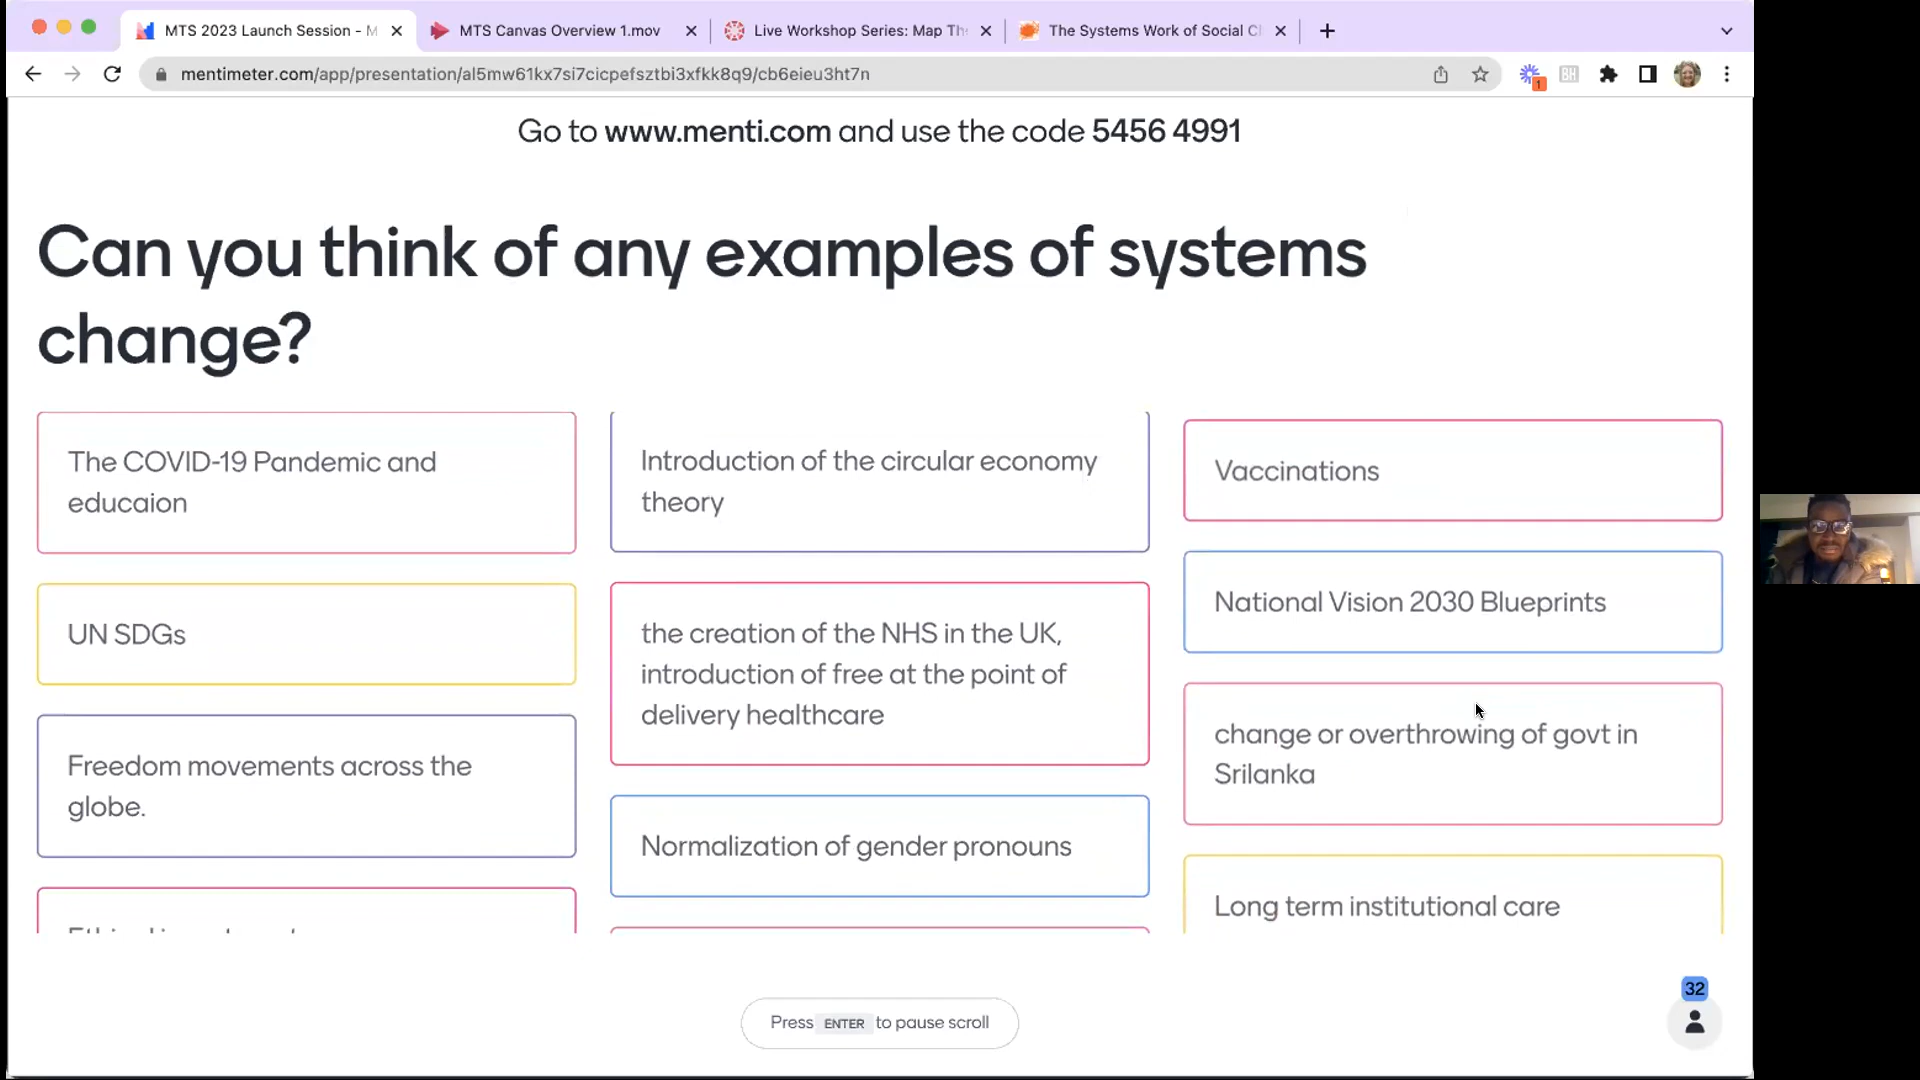 MTS 2023 Launch Session - M
MTS Canvas Overview 1.mov
Live Workshop Series: Map Th
The Systems Work of Social C
mentimeter.com/app/presentation/al5mw61kx7si7cicpefsztbi3xfkk8q9/cb6eieu3ht7n
BH
1
Go to www.menti.com and use the code 5456 4991
Can you think of any examples of systems
change?
The COVID-19 Pandemic and
educaion
UN SDGs
Freedom movements across the
globe.
Introduction of the circular economy
theory
the creation of the NHS in the UK,
introduction of free at the point of
delivery healthcare
Normalization of gender pronouns
Vaccinations
National Vision 2030 Blueprints
change or overthrowing of govt in
Srilanka
Long term institutional care
Press ENTER to pause scroll
32